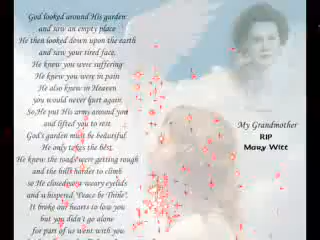 God looked around His garden
and saw an empty place
He then looked down upon the earth
and saw your tired face.
He knew you were suffering
He knew you were in pain
He also knew in Heaven
you would never hurt again.
So He put His arms around you
and lifted you to rest
God's garden must be beautiful
He only takes the best.
He knew the roads were getting rough
and the hills harder to climb
so He closed your weary eyelids
and whispered "Peace be Thine".
It broke our hearts to lose you
but you didn't go alone
for part of us went with you
My Grandmother
RIP
Mary Witt